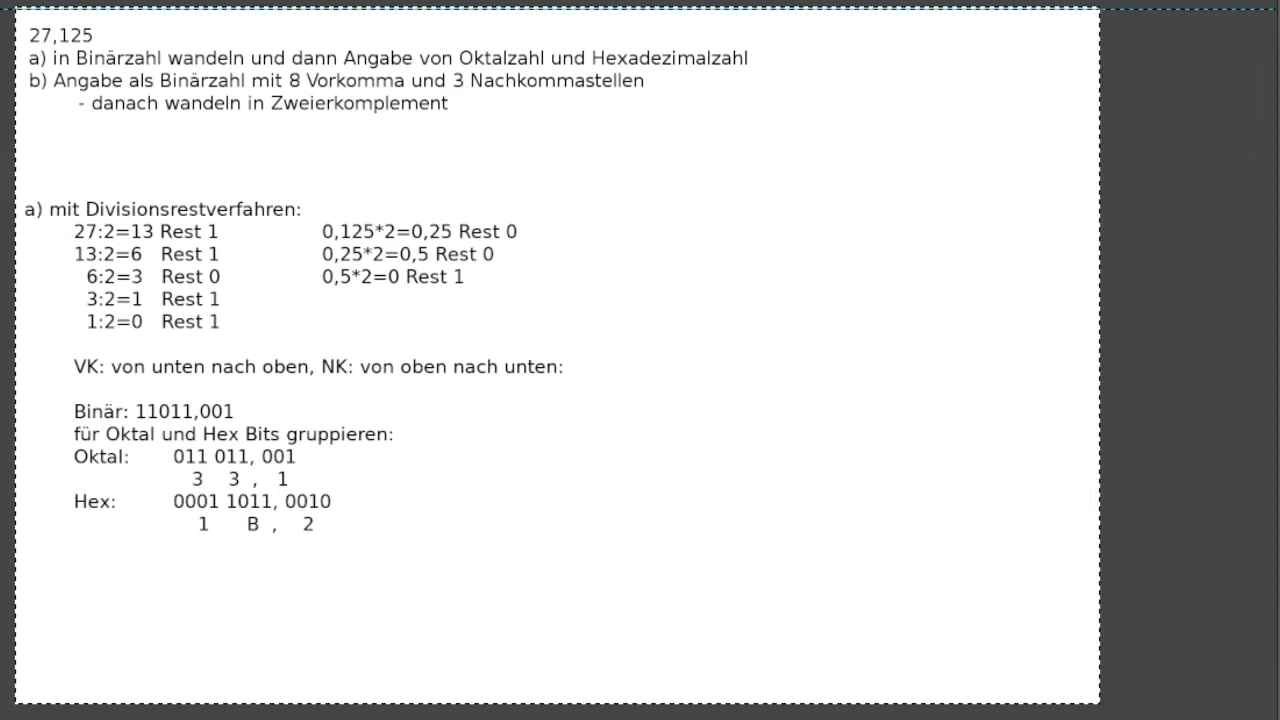 27,125
a) in Binärzahl wandeln und dann Angabe von Oktalzahl und Hexadezimalzahl
b) Angabe als Binärzahl mit 8 Vorkomma und 3 Nachkommastellen
- danach wandeln in Zweierkomplement
a) mit Divisionsrestverfahren:
27:2=13 Rest 1 0,125*2=0,25 Rest 0
13:2=6 Rest 1 0,25*2=0,5 Rest 0
6:2=3 Rest 0 0,5*2=0 Rest 1
3:2=1 Rest 1
1:2=0 Rest 1
VK: von unten nach oben, NK: von oben nach unten:
Binär: 11011,001
für Oktal und Hex Bits gruppieren:
Oktal: 011 011, 001
3 3 , 1
Hex: 0001 1011, 0010
1 B , 2